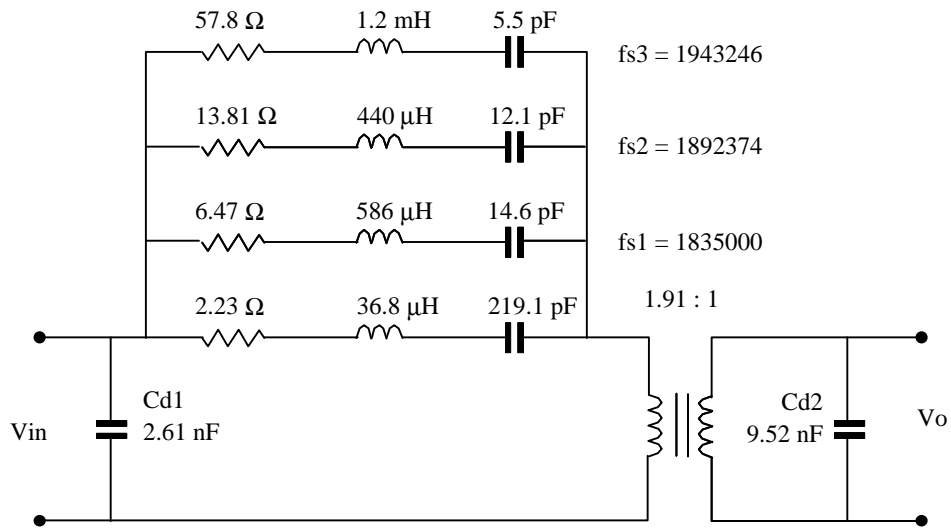 57.8 Ω 1.2 mH 5.5 pF
fs3 = 1943246
13.81 Ω 440 μH 12.1 pF
fs2 = 1892374
6.47 Ω 586 μH 14.6 pF
fs1 = 1835000
2.23 Ω 36.8 μH 219.1 pF
1.91 : 1
Vin
Cd1
2.61 nF
Cd2
9.52 nF
Vo